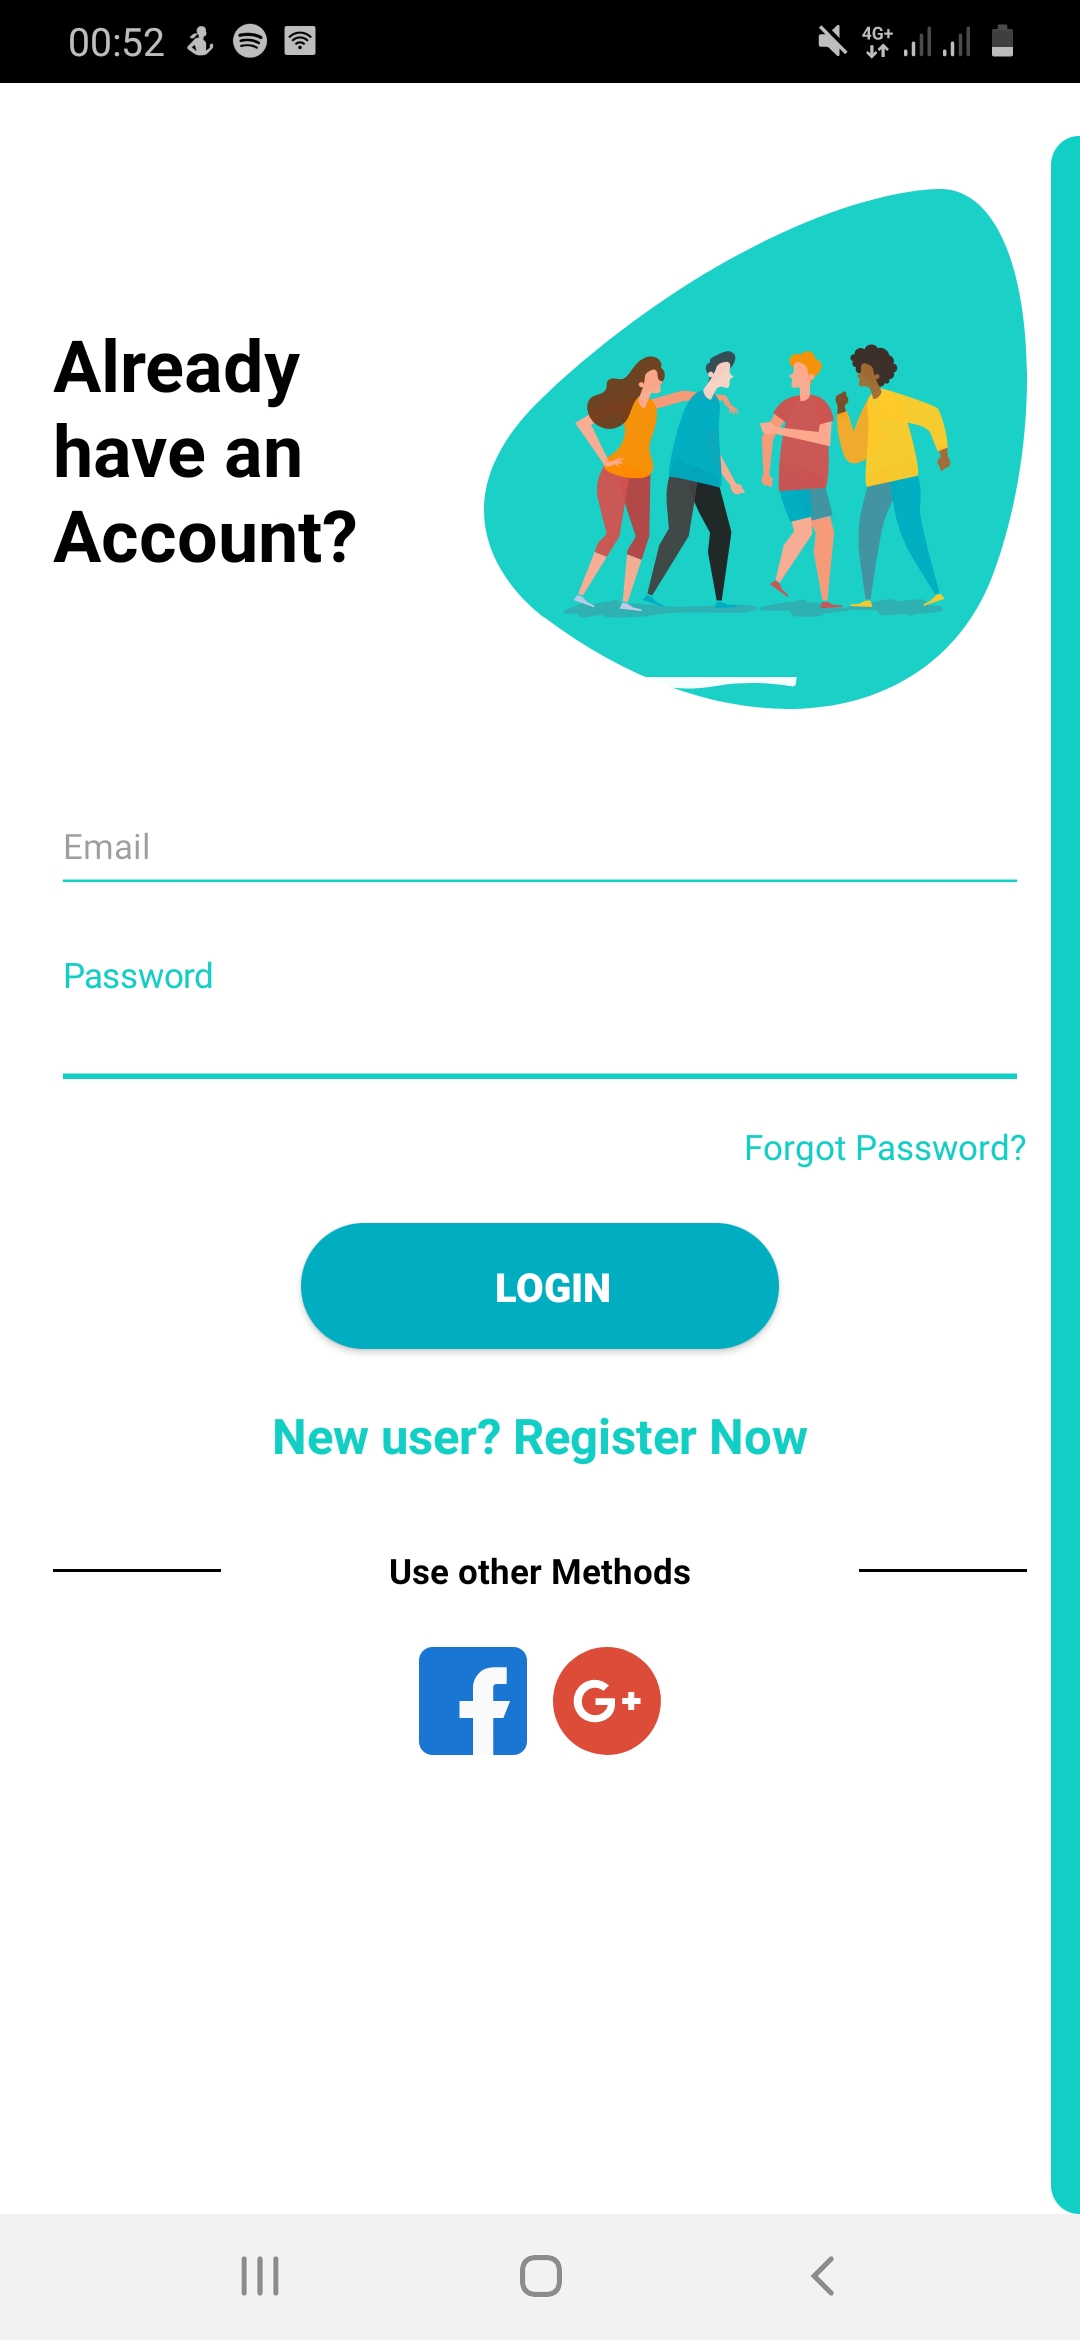 00:52
4G+
Already
have an
Account?
Email
Password
Forgot Password?
LOGIN
New user? Register Now
Use other Methods
f
G+